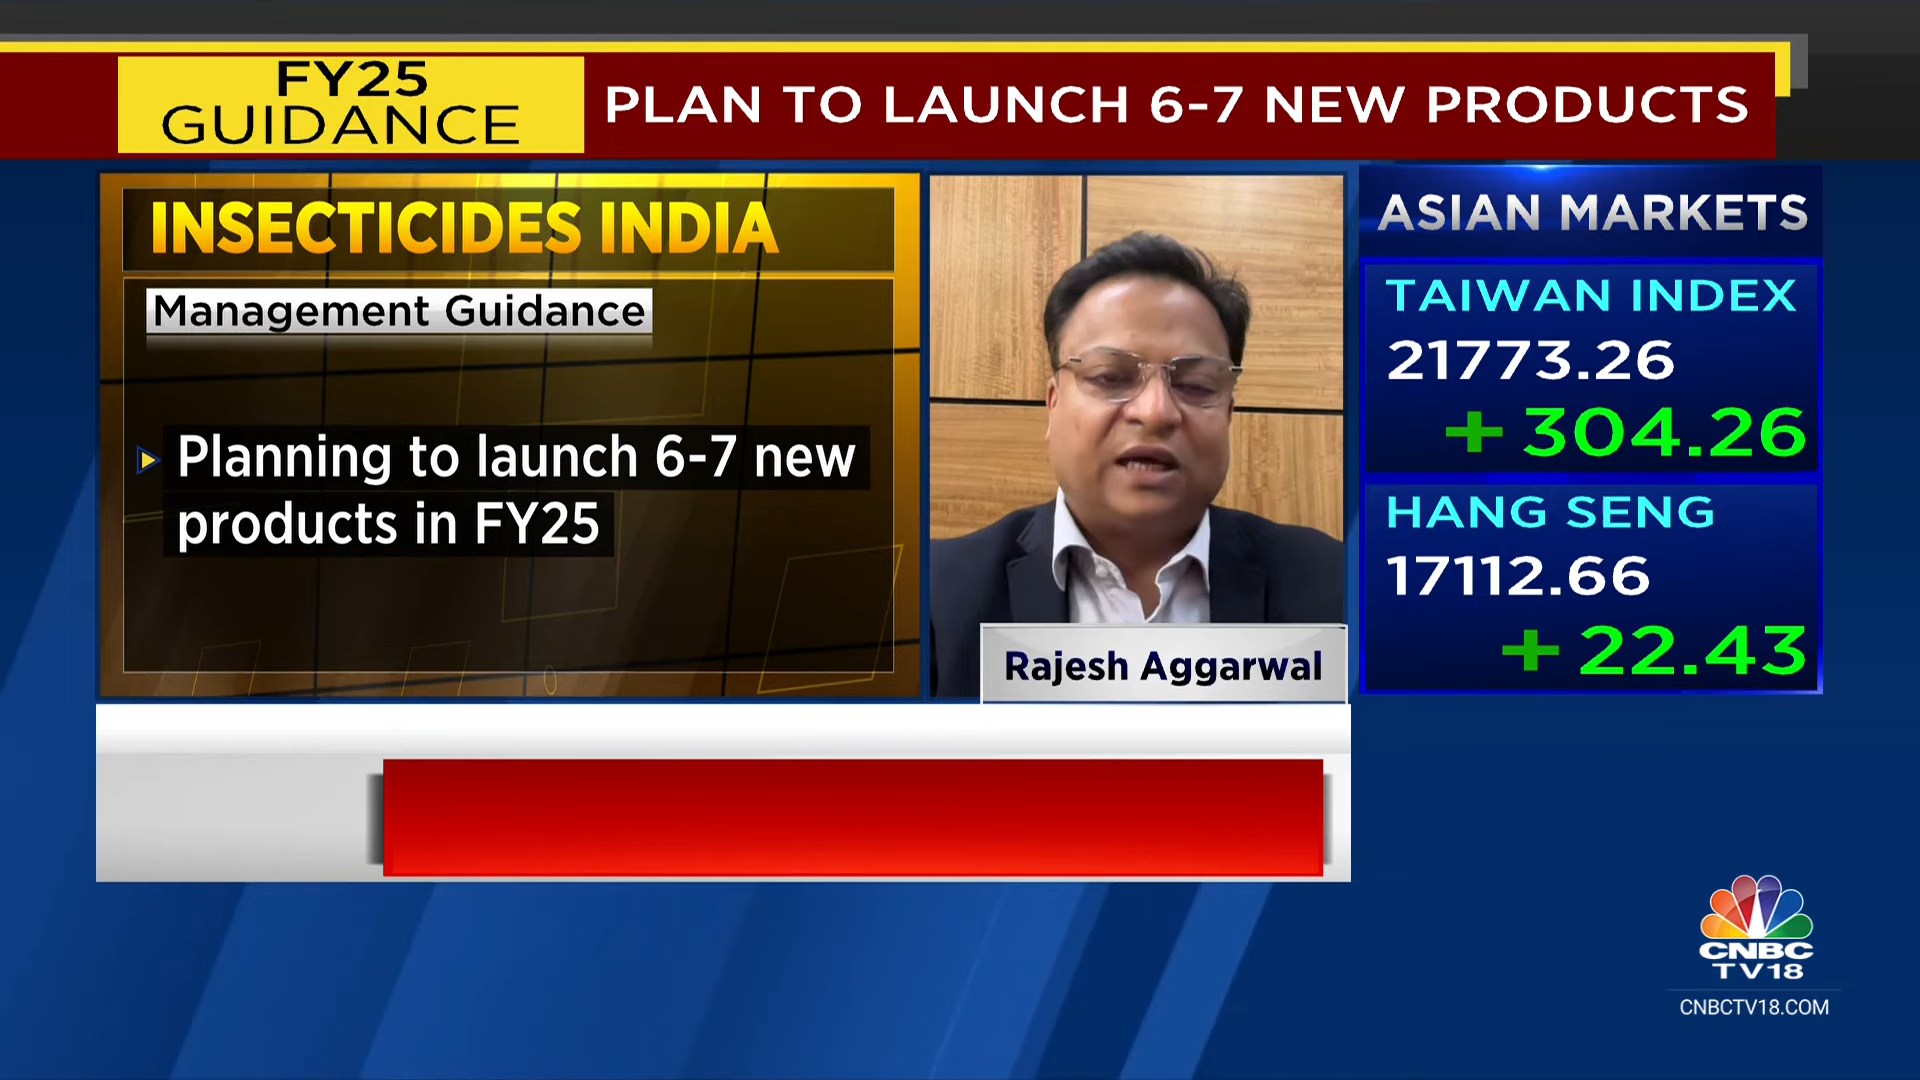 FY25
GUIDANCE
PLAN TO LAUNCH 6-7 NEW PRODUCTS
INSECTICIDES INDIA
Management Guidance
Planning to launch 6-7 new
products in FY25
Rajesh Aggarwal
ASIAN MARKETS
TAIWAN INDEX
21773.26
+ 304.26
HANG SENG
17112.66
+ 22.43
CNBC
TV18
CNBCTV18.COM